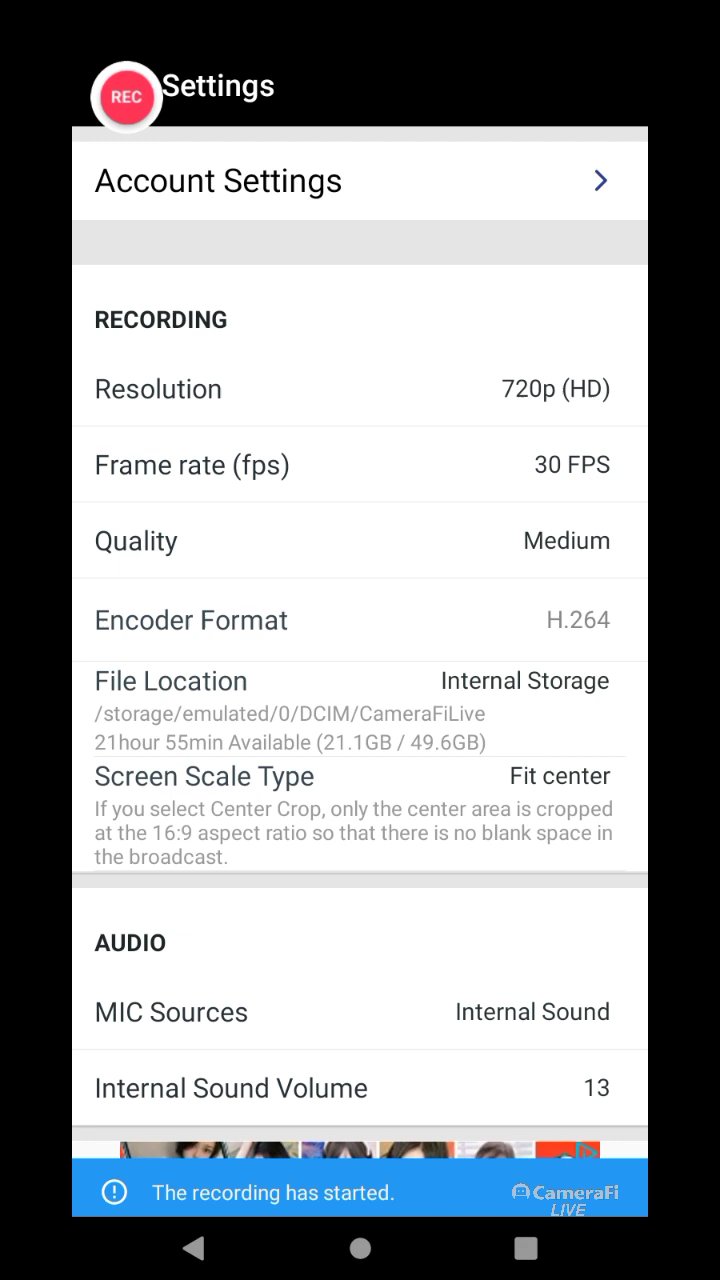 REC
Settings
Account Settings
RECORDING
Resolution 720p (HD)
Frame rate (fps) 30 FPS
Quality Medium
Encoder Format H.264
File Location Internal Storage
/storage/emulated/0/DCIM/CameraFiLive
21hour 55min Available (21.1GB / 49.6GB)
Screen Scale Type Fit center
If you select Center Crop, only the center area is cropped
at the 16:9 aspect ratio so that there is no blank space in
the broadcast.
AUDIO
MIC Sources Internal Sound
Internal Sound Volume 13
The recording has started.
CameraFi
LIVE